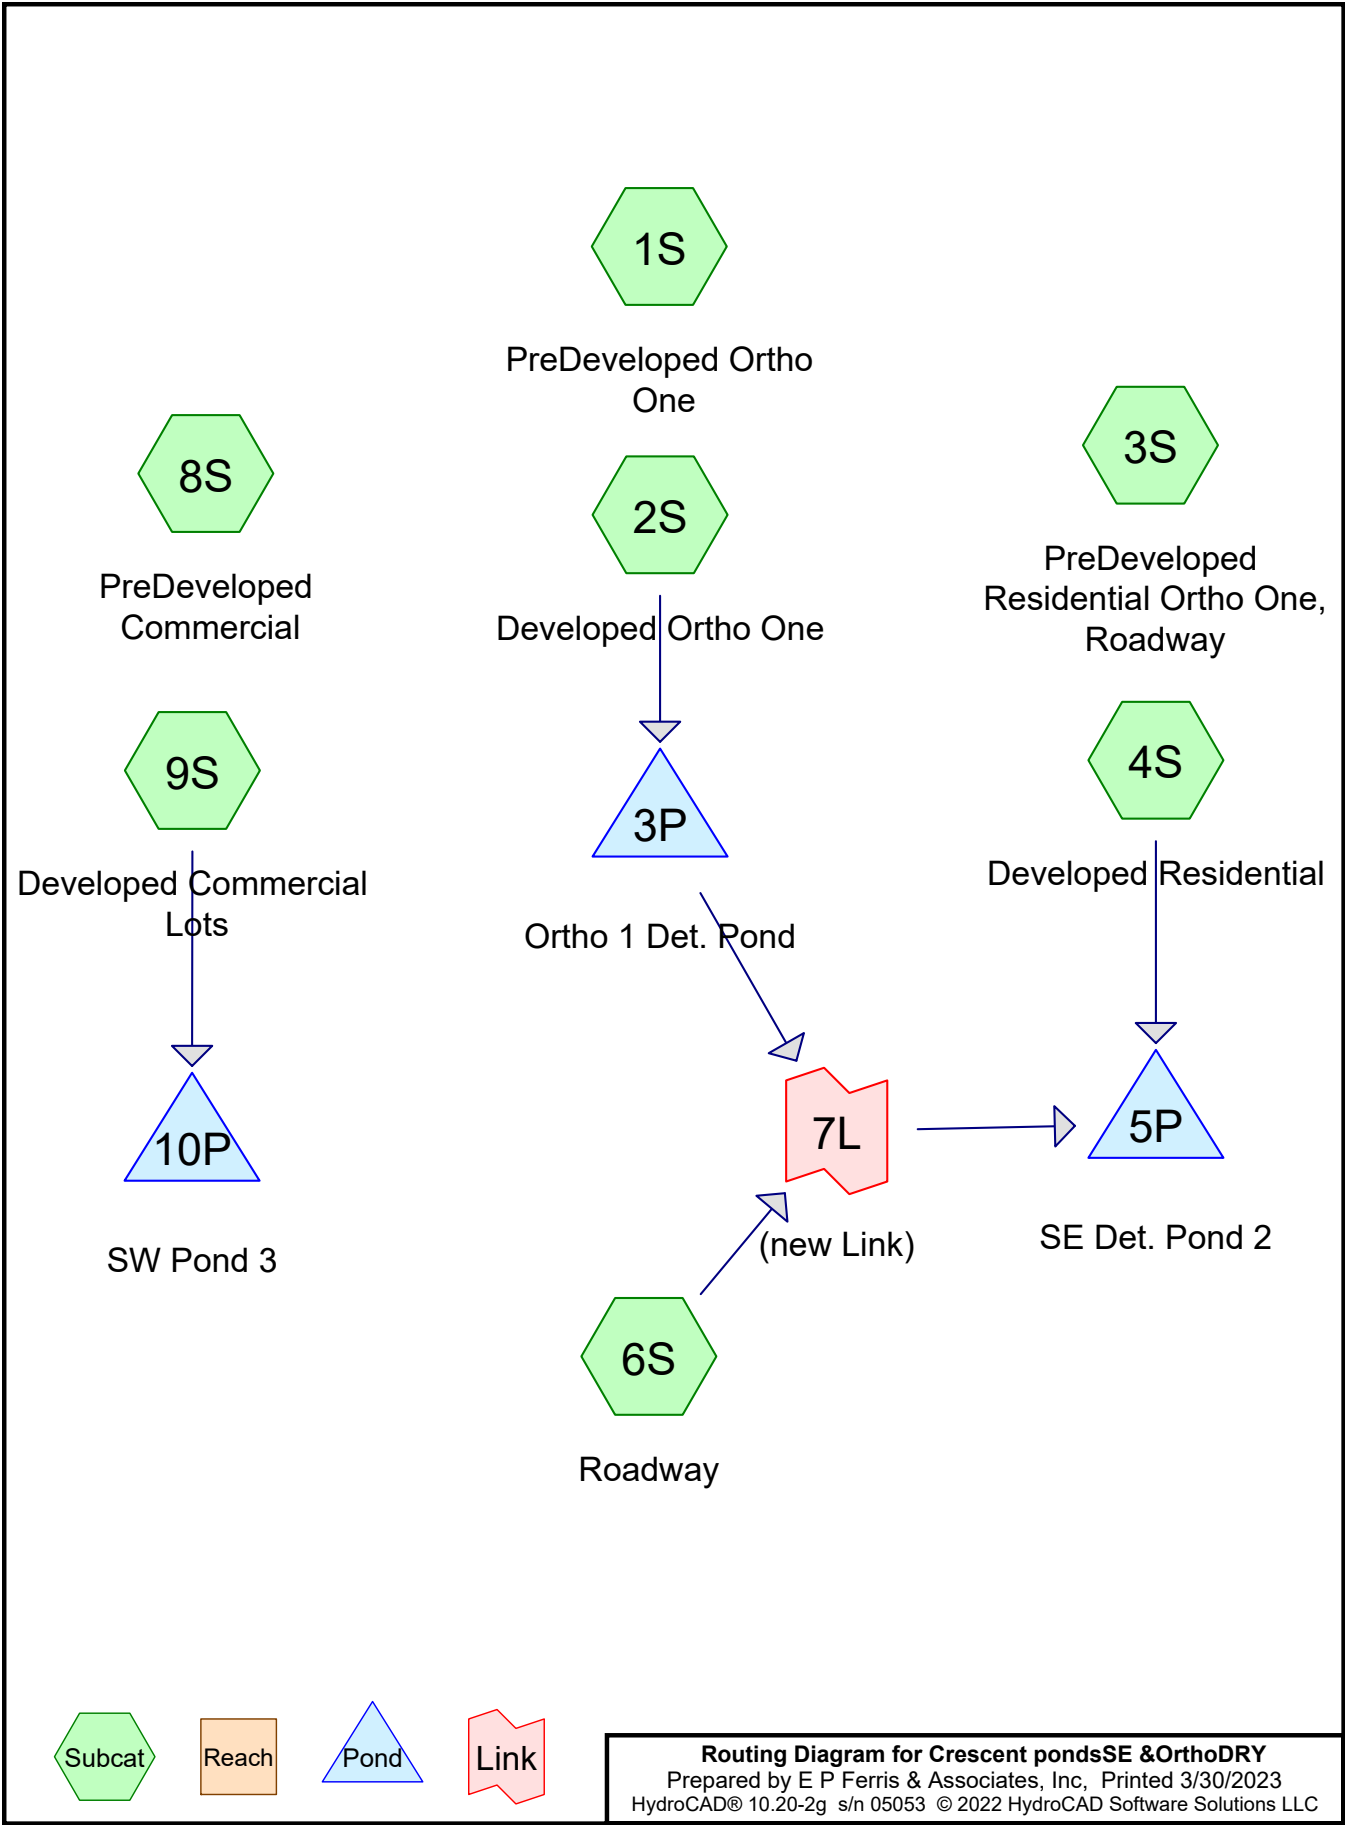 1S
PreDeveloped Ortho
One
8S
PreDeveloped
Commercial
2S
Developed Ortho One
3S
PreDeveloped
Residential Ortho One,
Roadway
9S
Developed Commercial
Lots
3P
Ortho 1 Det. Pond
4S
Developed Residential
10P
SW Pond 3
7L
(new Link)
5P
SE Det. Pond 2
6S
Roadway
Subcat
Reach
Pond
Link
Routing Diagram for Crescent pondsSE &OrthoDRY
Prepared by E P Ferris & Associates, Inc, Printed 3/30/2023
HydroCAD® 10.20-2g s/n 05053 © 2022 HydroCAD Software Solutions LLC